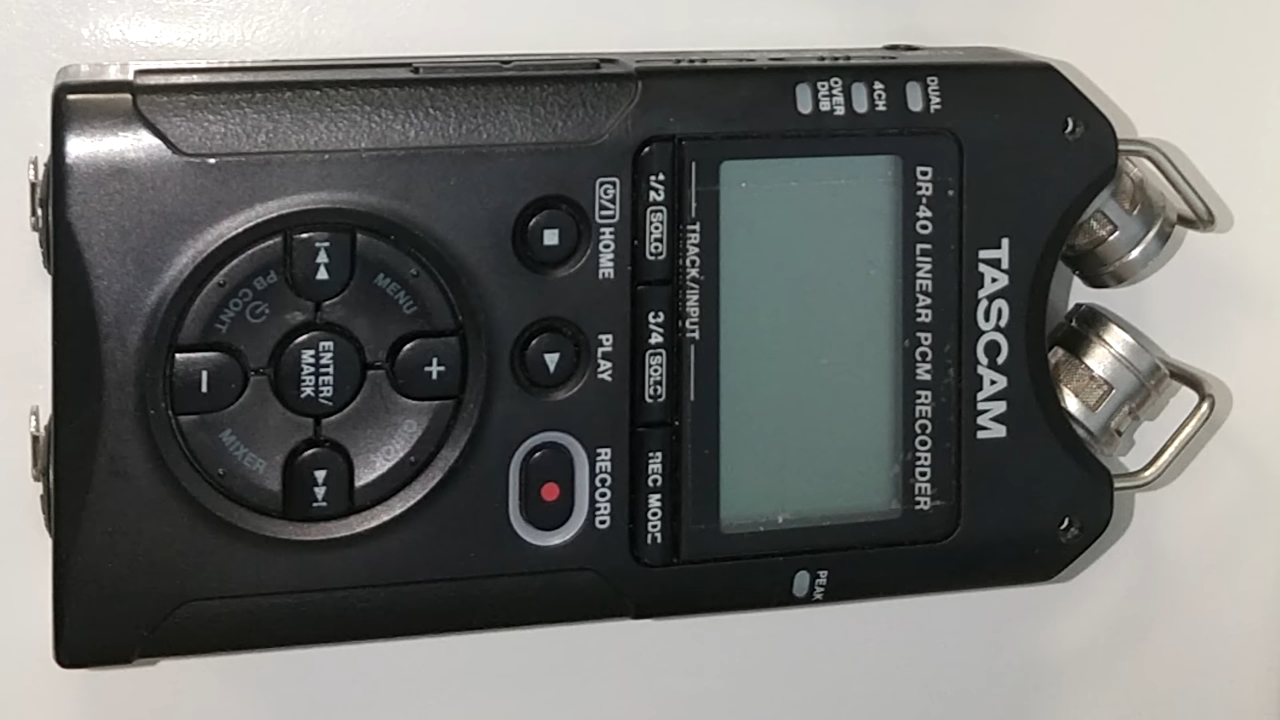 TASCAM
DR-40 LINEAR PCM RECORDER
DUAL
4CH
OVER
DUB
PEAK
TRACK/INPUT
1/2 SOLO
3/4 SOLO
REC MODE
HOME
PLAY
RECORD
MENU
QUICK
+
ENTER/
MARK
−
PB CONT
MIXER